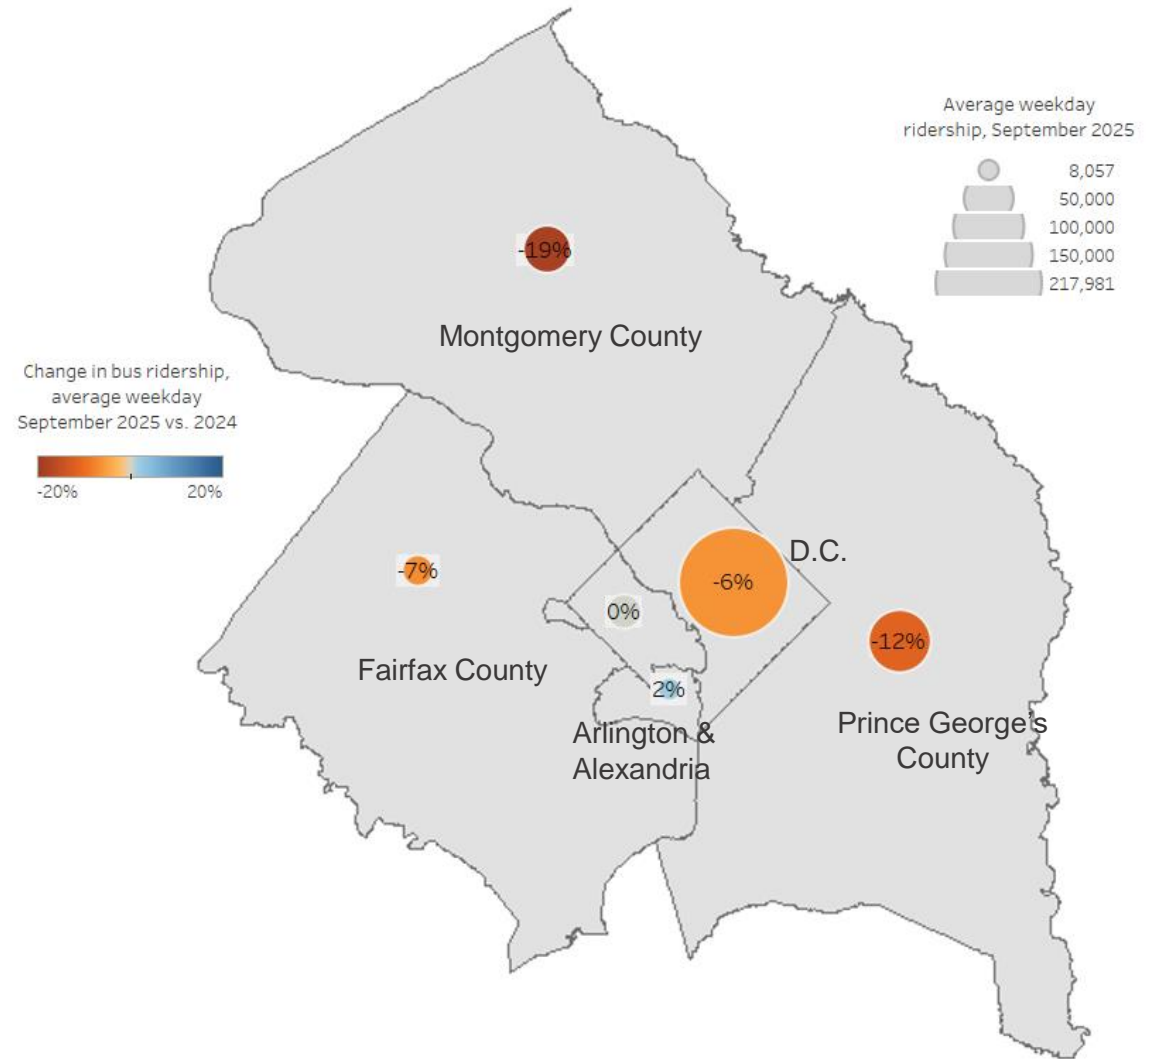 Average weekday
ridership, September 2025
8,057
50,000
100,000
150,000
217,981
-19%
Montgomery County
Change in bus ridership,
average weekday
September 2025 vs. 2024
-20%
20%
D.C.
-7%
-6%
0%
-12%
Fairfax County
2%
Arlington &
Alexandria
Prince George's
County